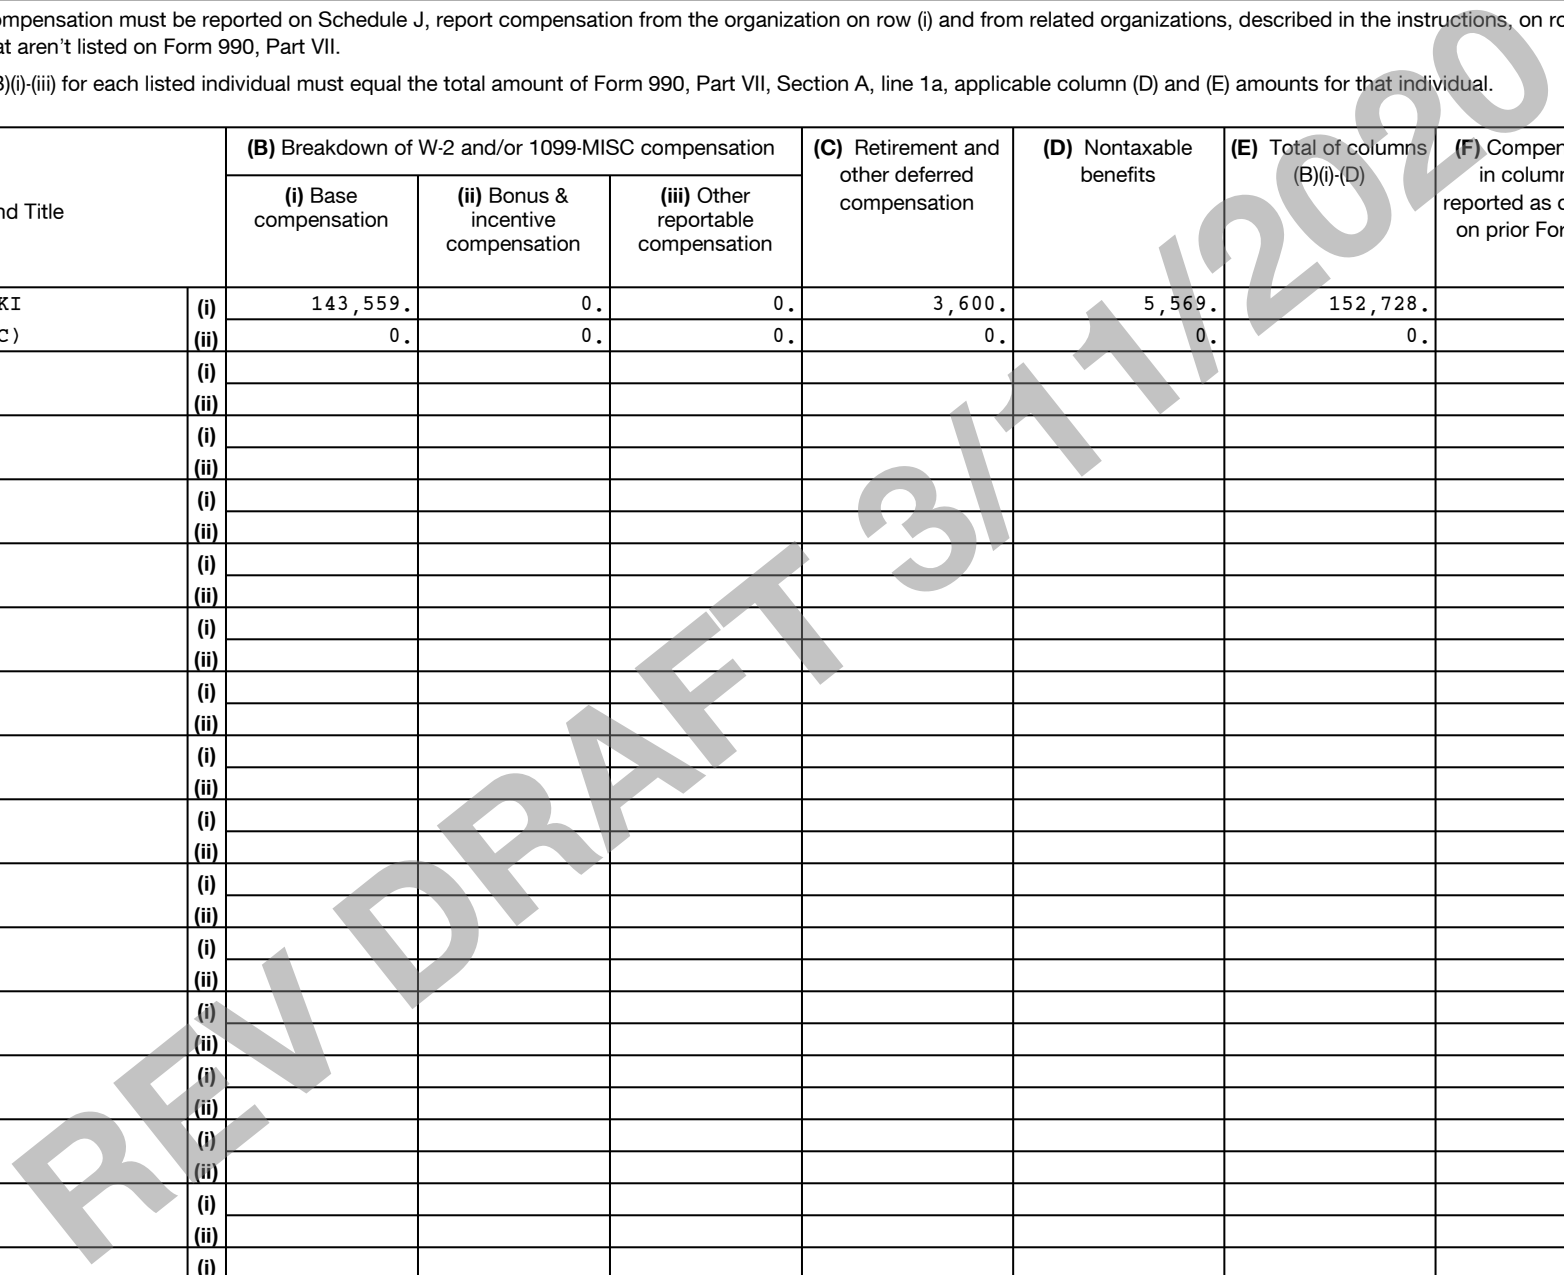 ompensation must be reported on Schedule J, report compensation from the organization on row (i) and from related organizations, described in the instructions, on ro
at aren't listed on Form 990, Part VII.
B)(i)-(iii) for each listed individual must equal the total amount of Form 990, Part VII, Section A, line 1a, applicable column (D) and (E) amounts for that individual.
nd Title
(B) Breakdown of W-2 and/or 1099-MISC compensation
(i) Base
compensation
(ii) Bonus &
incentive
compensation
(iii) Other
reportable
compensation
(C) Retirement and
other deferred
compensation
(D) Nontaxable
benefits
(E) Total of columns
(B)(i)-(D)
(F) Compen
in colum
reported as d
on prior For
KI (i) 143,559. 0. 0. 3,600. 5,569. 152,728.
C) (ii) 0. 0. 0. 0. 0. 0.
(i)
(ii)
(i)
(ii)
(i)
(ii)
(i)
(ii)
(i)
(ii)
(i)
(ii)
(i)
(ii)
(i)
(ii)
(i)
(ii)
(i)
(ii)
(i)
(ii)
(i)
(ii)
(i)
(ii)
(i)
(ii)
(i)
REV DRAFT 3/11/2020